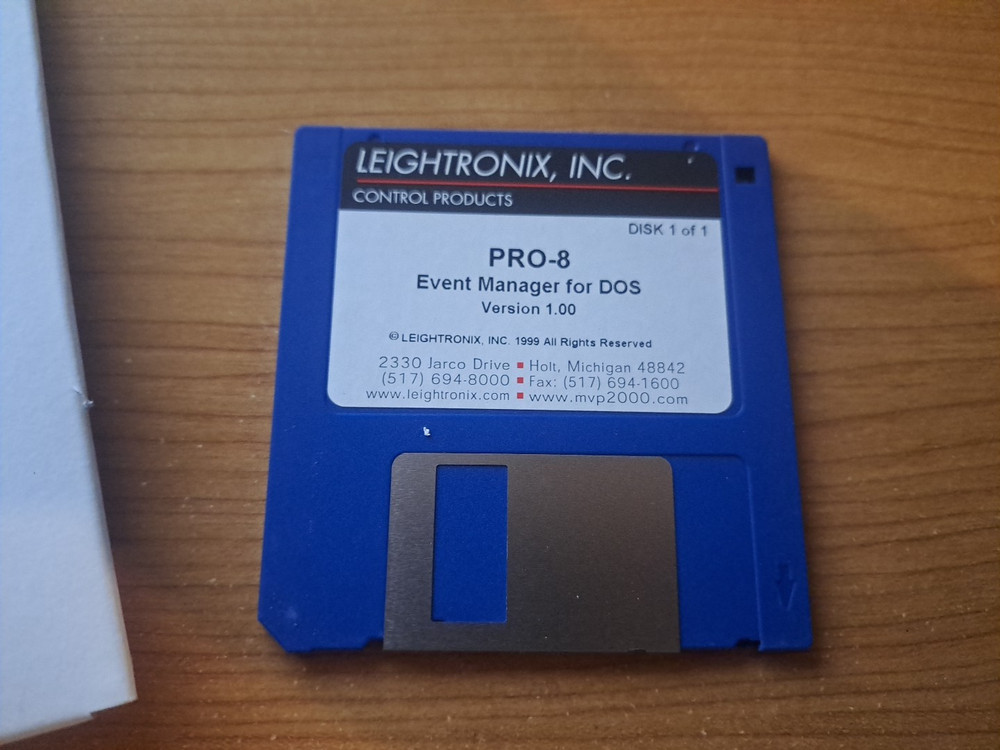 LEIGHTRONIX, INC.
CONTROL PRODUCTS
DISK 1 of 1
PRO-8
Event Manager for DOS
Version 1.00
© LEIGHTRONIX, INC. 1999 All Rights Reserved
2330 Jarco Drive ■ Holt, Michigan 48842
(517) 694-8000 ■ Fax: (517) 694-1600
www.leightronix.com ■ www.mvp2000.com